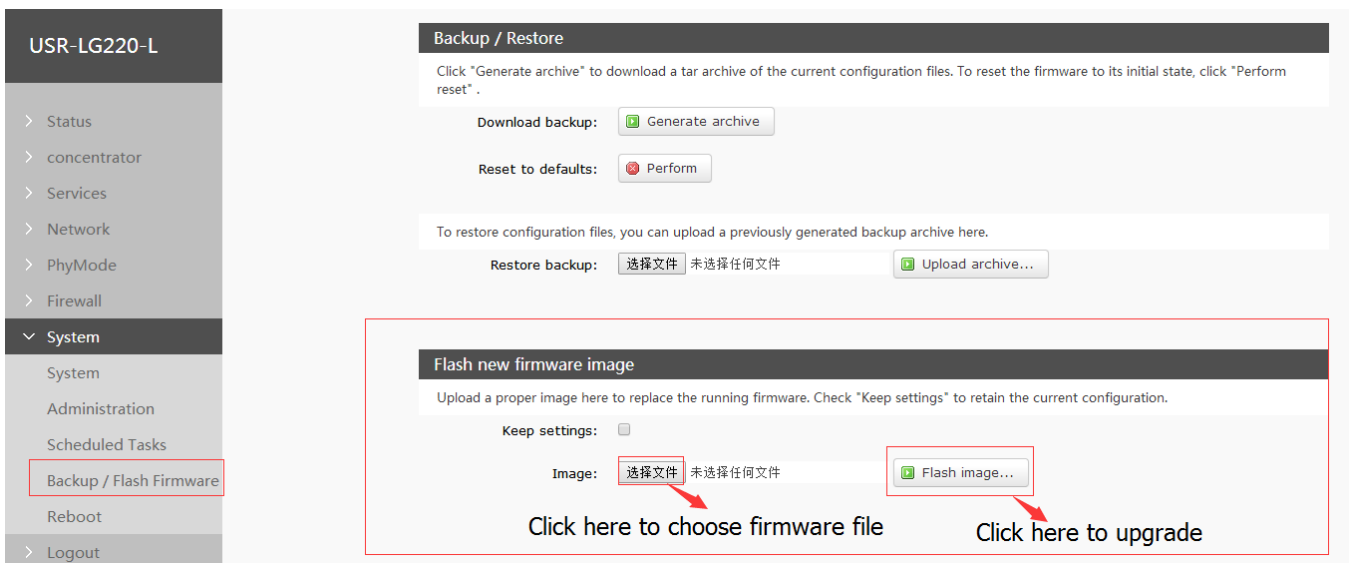 USR-LG220-L
Status
concentrator
Services
Network
PhyMode
Firewall
System
System
Administration
Scheduled Tasks
Backup / Flash Firmware
Reboot
Logout
Backup / Restore
Click "Generate archive" to download a tar archive of the current configuration files. To reset the firmware to its initial state, click "Perform
reset" .
Download backup: Generate archive
Reset to defaults: Perform
To restore configuration files, you can upload a previously generated backup archive here.
Restore backup: 选择文件 未选择任何文件 Upload archive...
Flash new firmware image
Upload a proper image here to replace the running firmware. Check "Keep settings" to retain the current configuration.
Keep settings:
Image: 选择文件 未选择任何文件 Flash image...
Click here to choose firmware file
Click here to upgrade